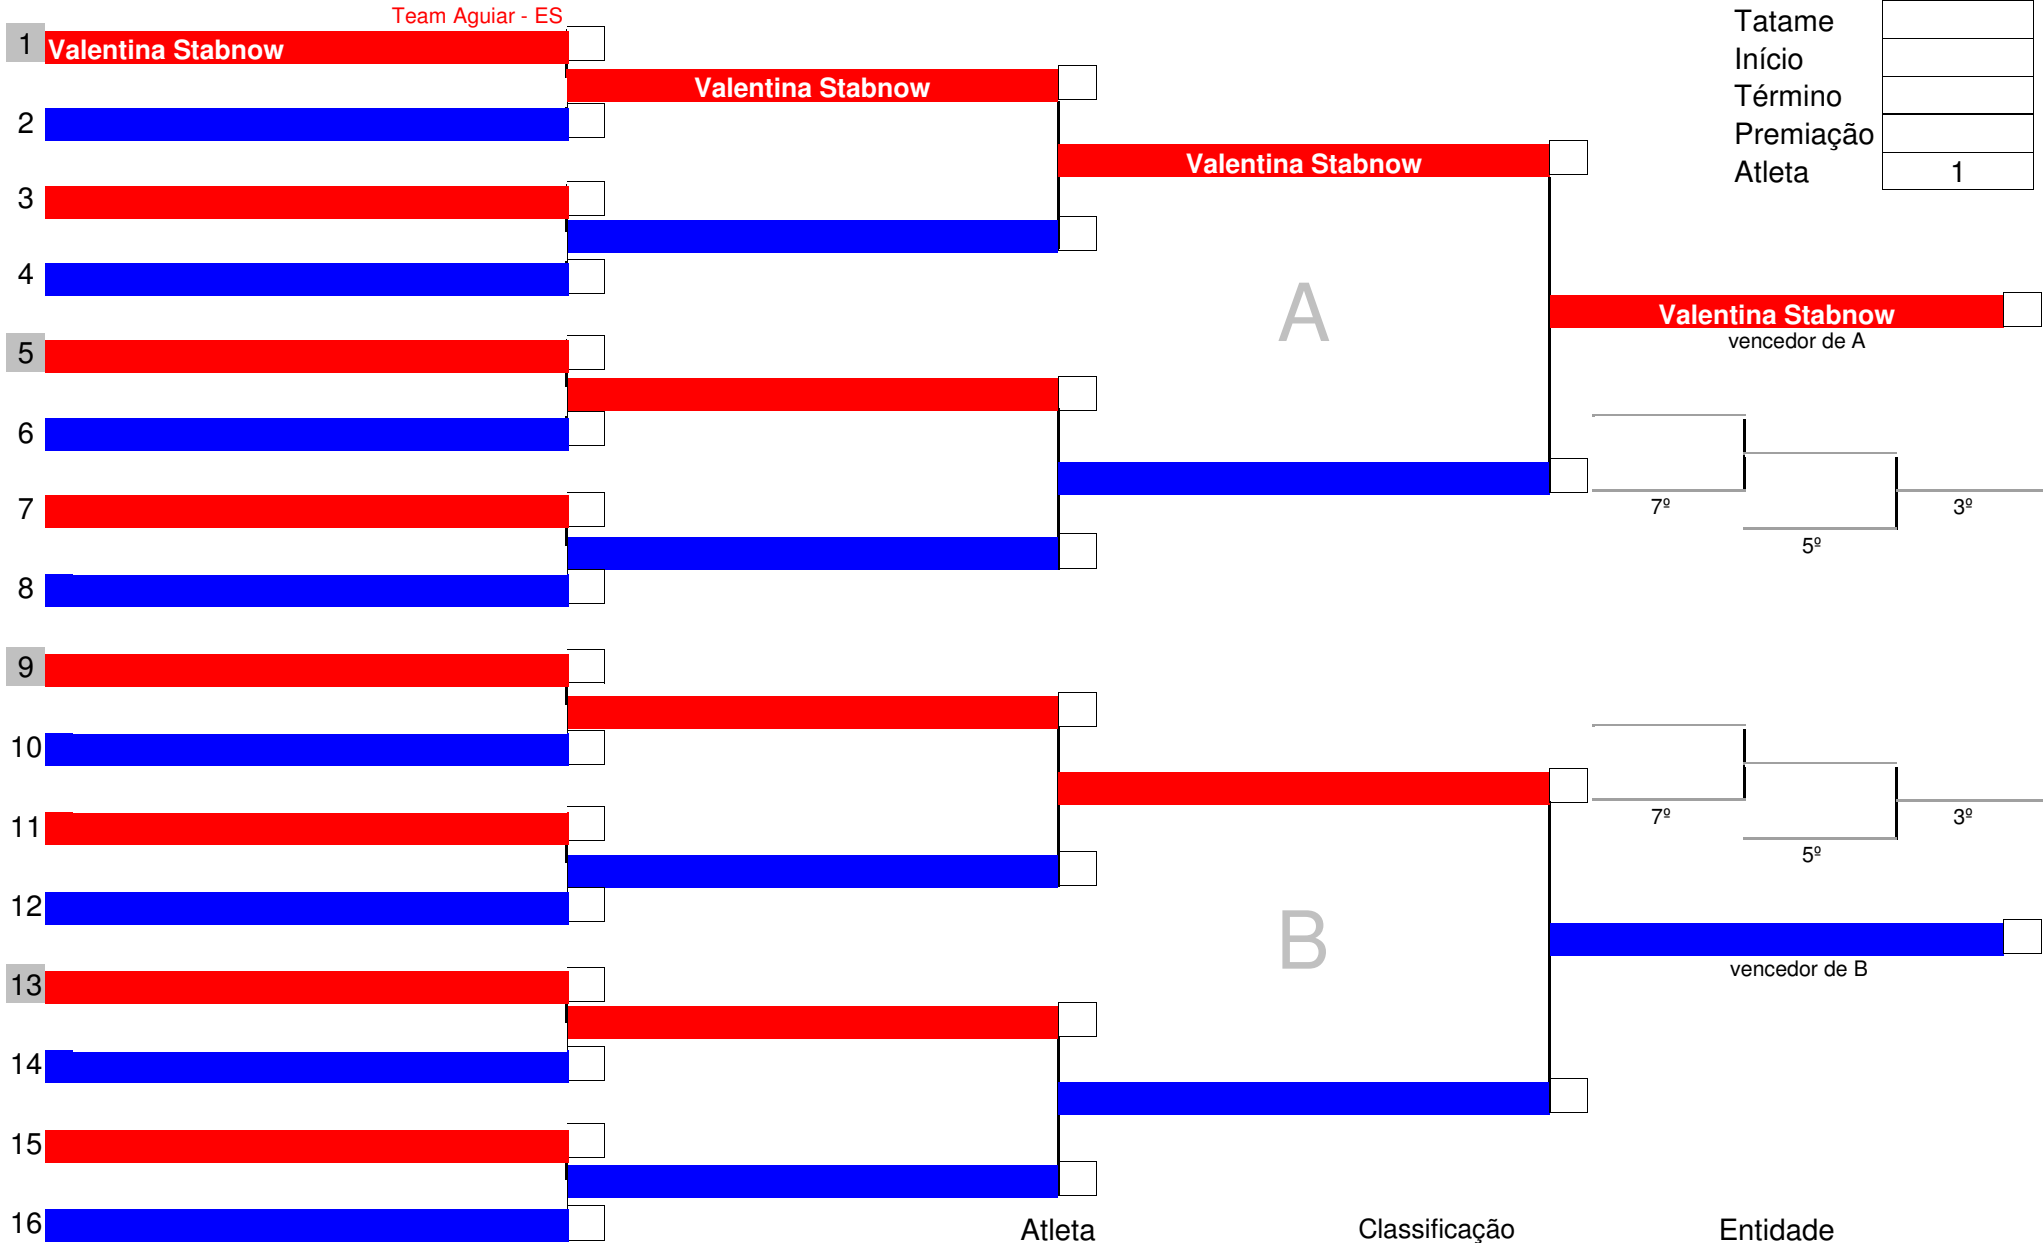 Team Aguiar - ES
1 Valentina Stabnow
Valentina Stabnow
2
Valentina Stabnow
3
4
Valentina Stabnow
vencedor de A
A
5
6
7
8
7º
5º
3º
9
10
11
12
7º
5º
3º
B
vencedor de B
13
14
15
16
Tatame
Início
Término
Premiação
Atleta 1
Atleta Classificação Entidade